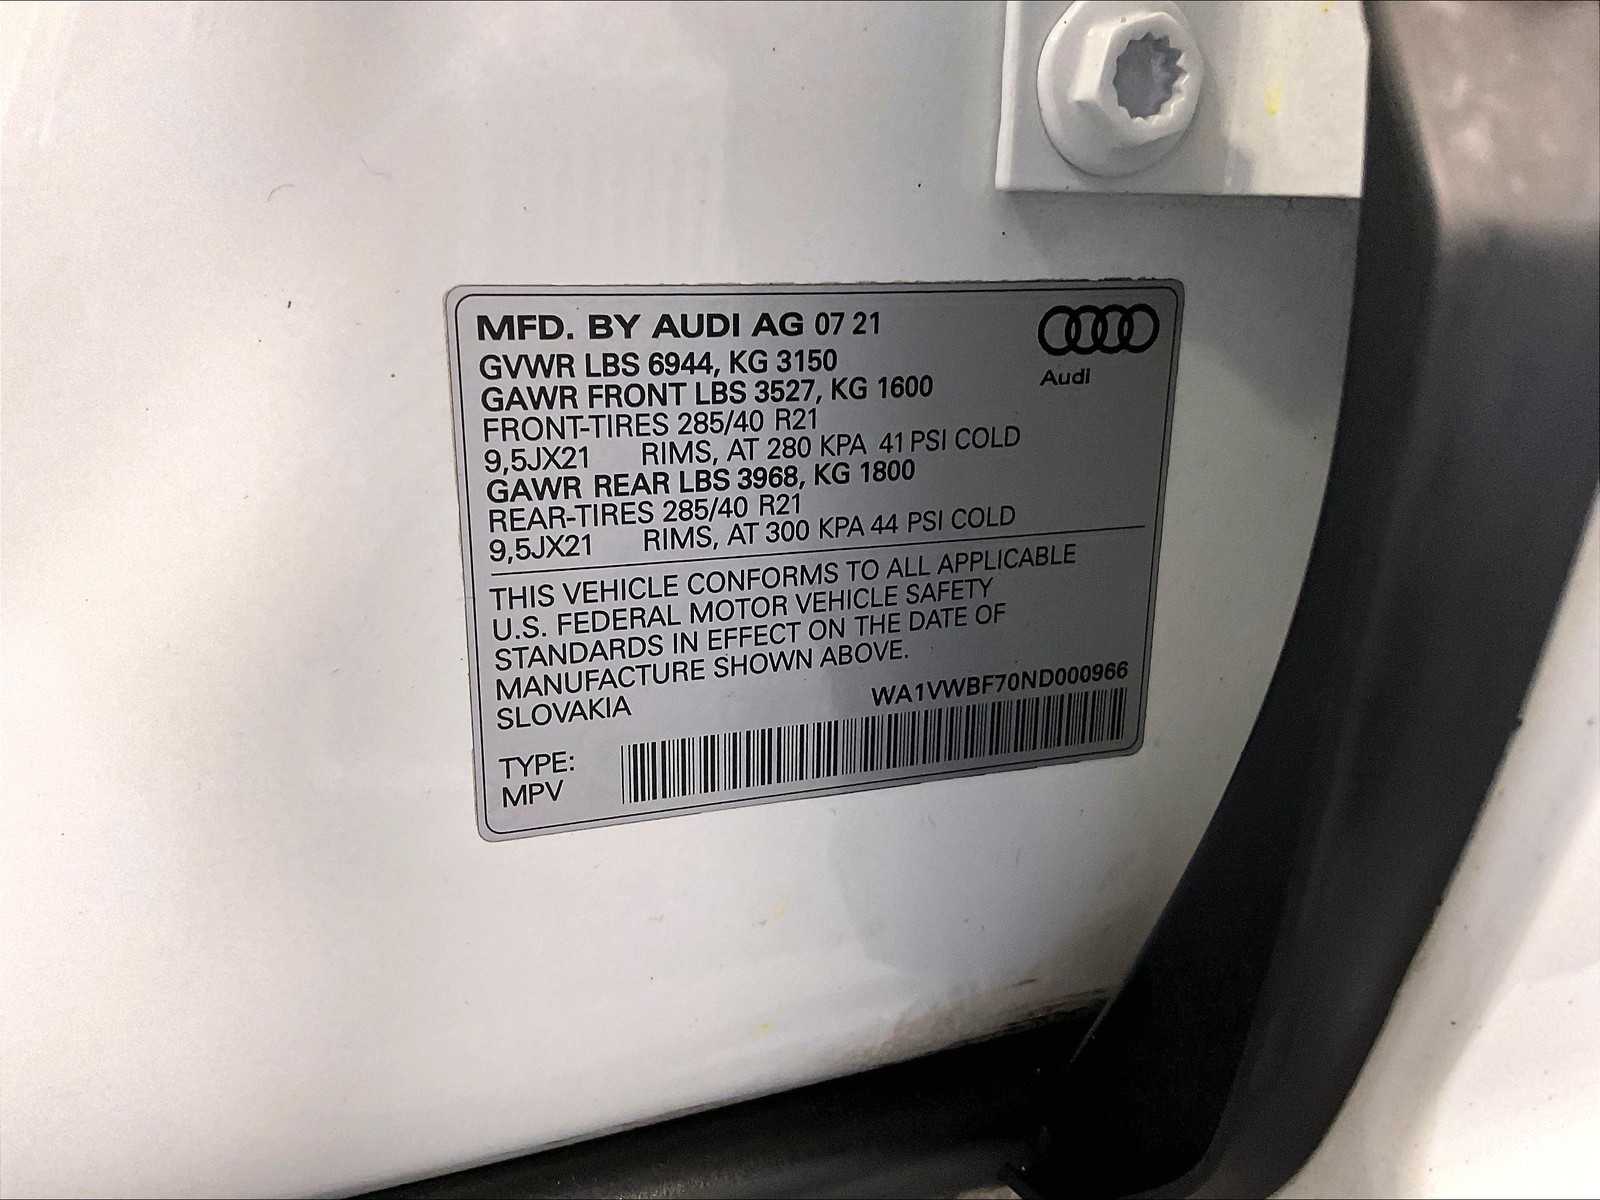 MFD. BY AUDI AG 07 21
Audi
GVWR LBS 6944, KG 3150
GAWR FRONT LBS 3527, KG 1600
FRONT-TIRES 285/40 R21
9,5JX21 RIMS, AT 280 KPA 41 PSI COLD
GAWR REAR LBS 3968, KG 1800
REAR-TIRES 285/40 R21
9,5JX21 RIMS, AT 300 KPA 44 PSI COLD
THIS VEHICLE CONFORMS TO ALL APPLICABLE
U.S. FEDERAL MOTOR VEHICLE SAFETY
STANDARDS IN EFFECT ON THE DATE OF
MANUFACTURE SHOWN ABOVE.
SLOVAKIA WA1VWBF70ND000966
TYPE:
MPV